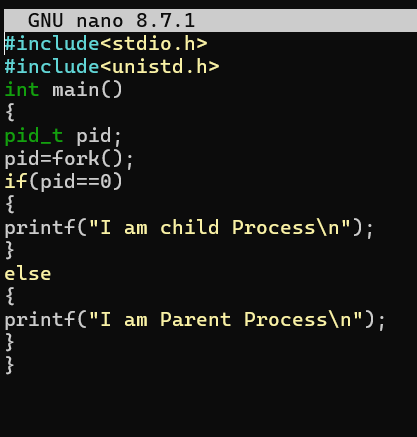 GNU nano 8.7.1
#include<stdio.h>
#include<unistd.h>
int main()
{
pid_t pid;
pid=fork();
if(pid==0)
{
printf("I am child Process\n");
}
else
{
printf("I am Parent Process\n");
}
}